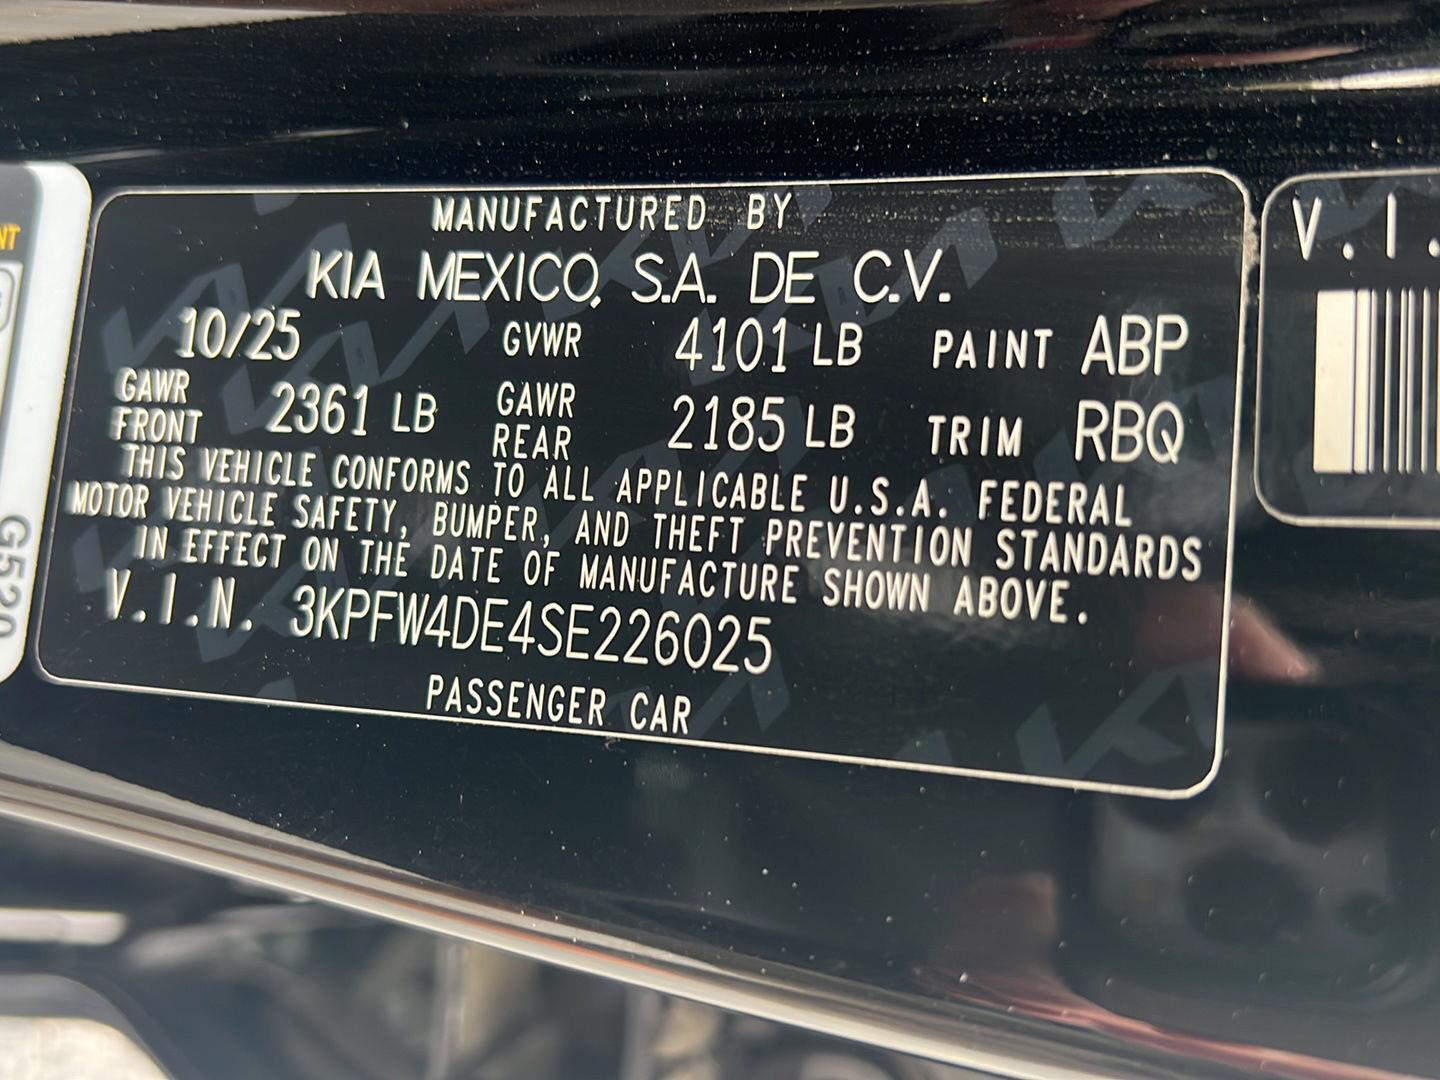 MANUFACTURED BY
KIA MEXICO, S.A. DE C.V.
10/25 GVWR 4101 LB PAINT ABP
GAWR FRONT 2361 LB GAWR REAR 2185 LB TRIM RBQ
THIS VEHICLE CONFORMS TO ALL APPLICABLE U.S.A. FEDERAL
MOTOR VEHICLE SAFETY, BUMPER, AND THEFT PREVENTION STANDARDS
IN EFFECT ON THE DATE OF MANUFACTURE SHOWN ABOVE.
V.I.N. 3KPFW4DE4SE226025
PASSENGER CAR
V.I.
NT
G520